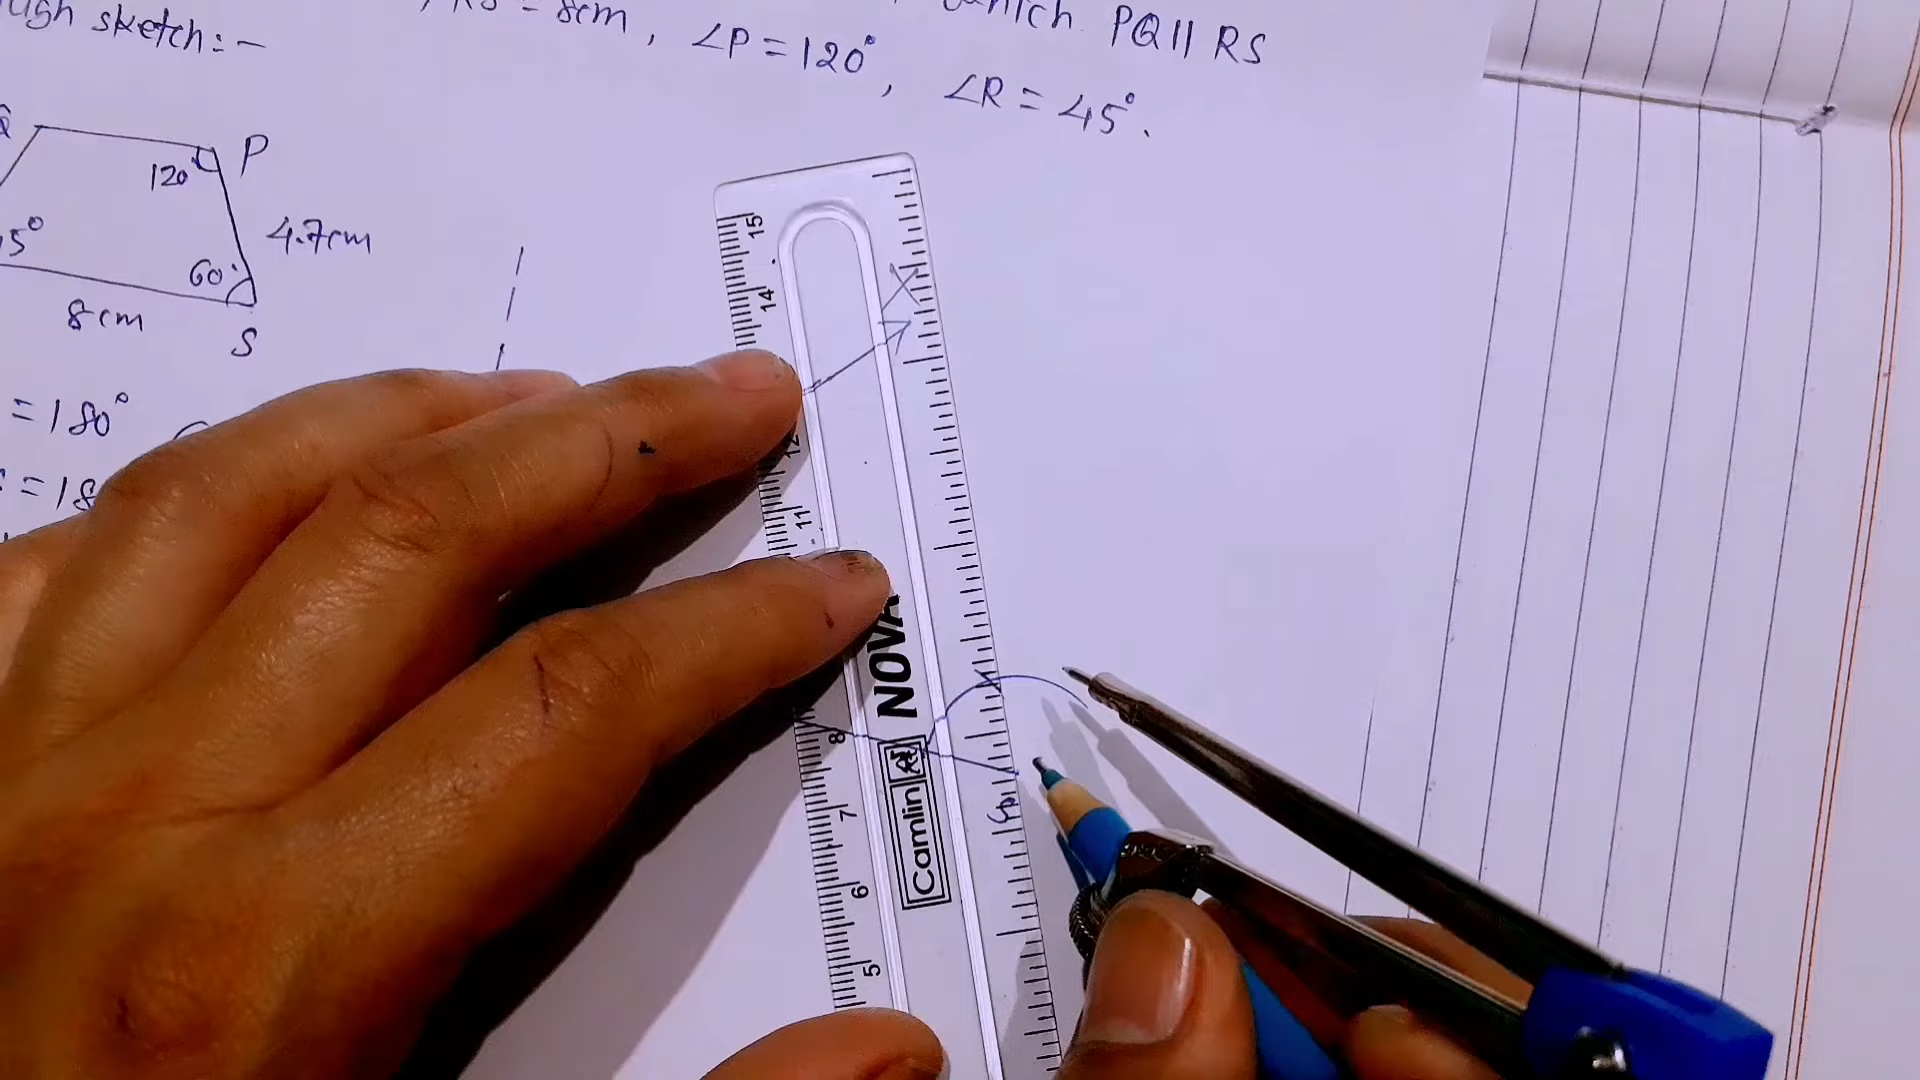 sketch:-
RS = 8cm, ∠P = 120°,
which PQ || RS
∠R = 45°.
P
120
5°
4.7cm
60°
8cm
S
= 180°
= 18
15
14
12
11
NOVA
Camlin
8
7
6
5
S